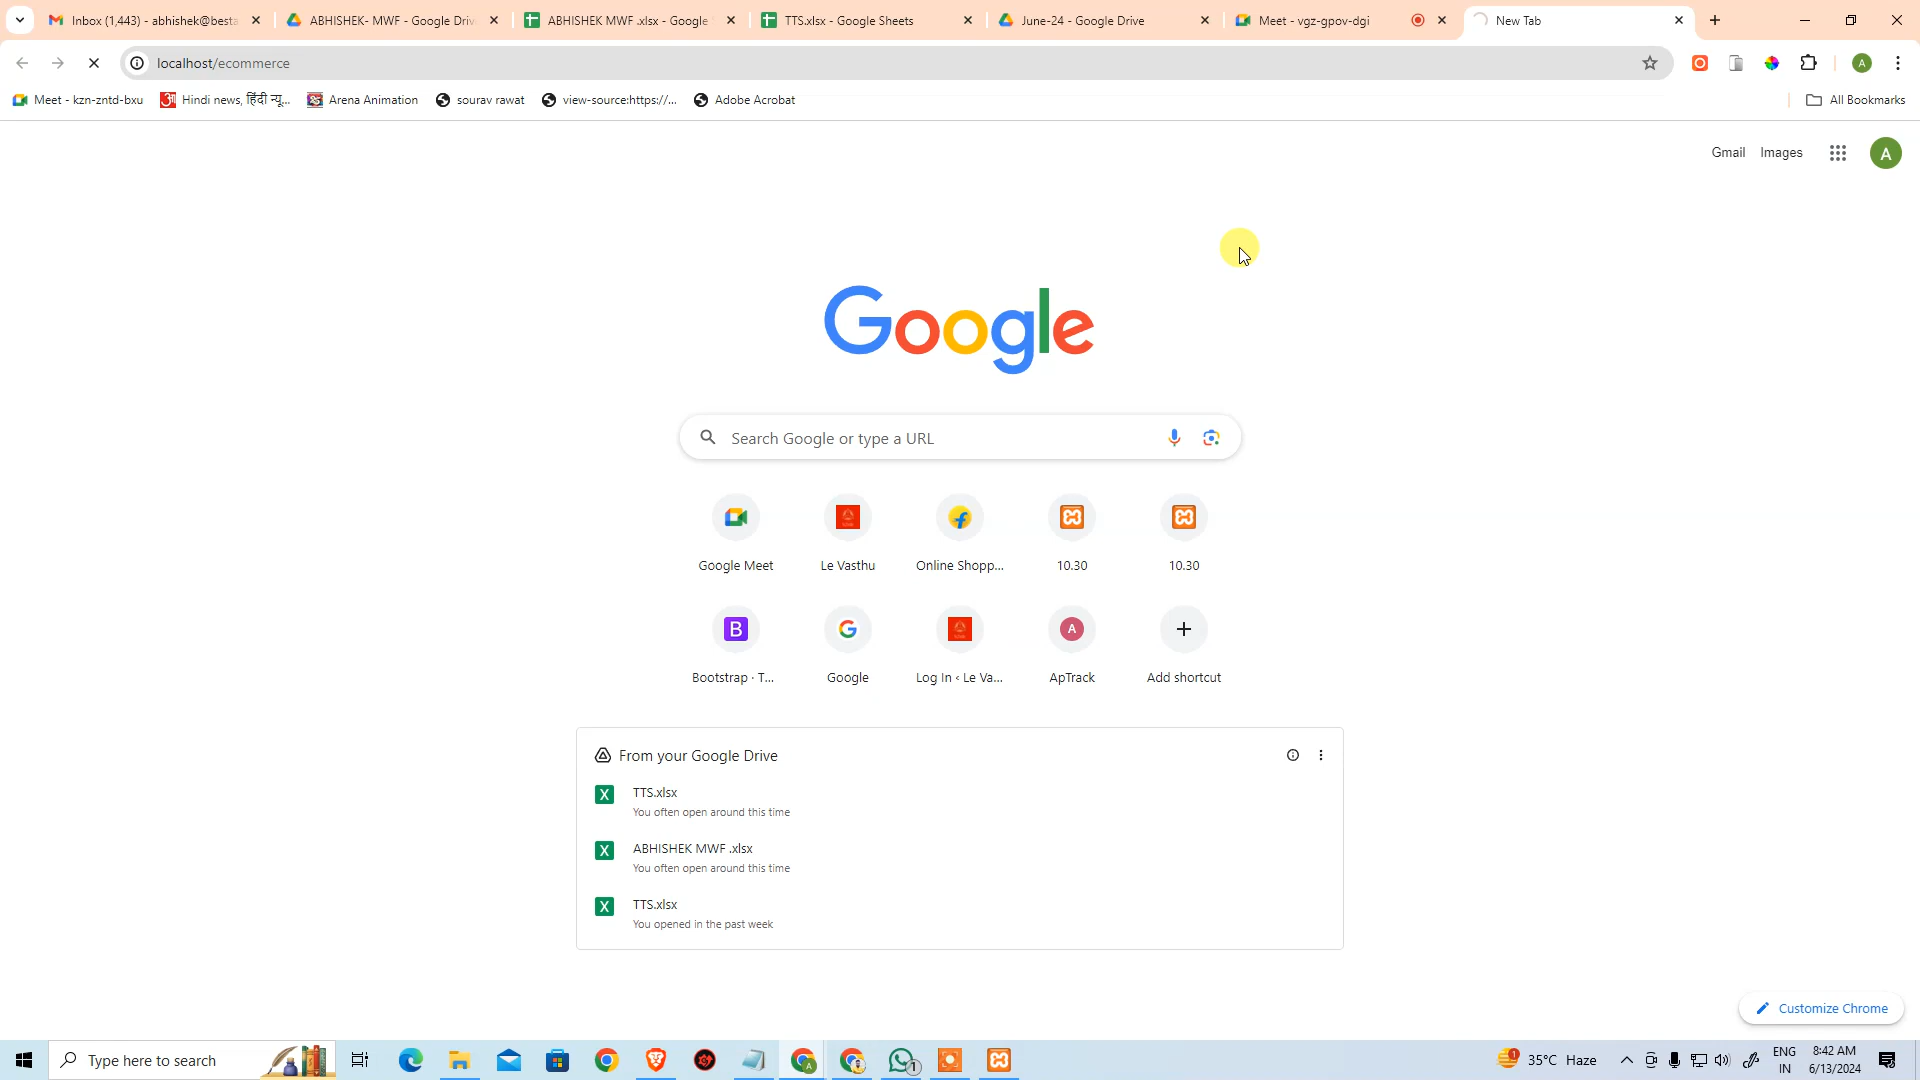 Inbox (1,443) - abhishek@besta
ABHISHEK- MWF - Google Driv
ABHISHEK MWF .xlsx - Google
TTS.xlsx - Google Sheets
June-24 - Google Drive
Meet - vgz-gpov-dgi
New Tab
localhost/ecommerce
A
Meet - kzn-zntd-bxu
Hindi news, हिंदी न्यू...
Arena Animation
sourav rawat
view-source:https://...
Adobe Acrobat
All Bookmarks
Gmail
Images
A
Google
Search Google or type a URL
Google Meet
Le Vasthu
Online Shopp...
10.30
10.30
B
A
Bootstrap · T...
Google
Log In ‹ Le Va...
ApTrack
Add shortcut
From your Google Drive
TTS.xlsx
You often open around this time
ABHISHEK MWF .xlsx
You often open around this time
TTS.xlsx
You opened in the past week
Customize Chrome
Type here to search
35°C Haze
ENG
IN
8:42 AM
6/13/2024